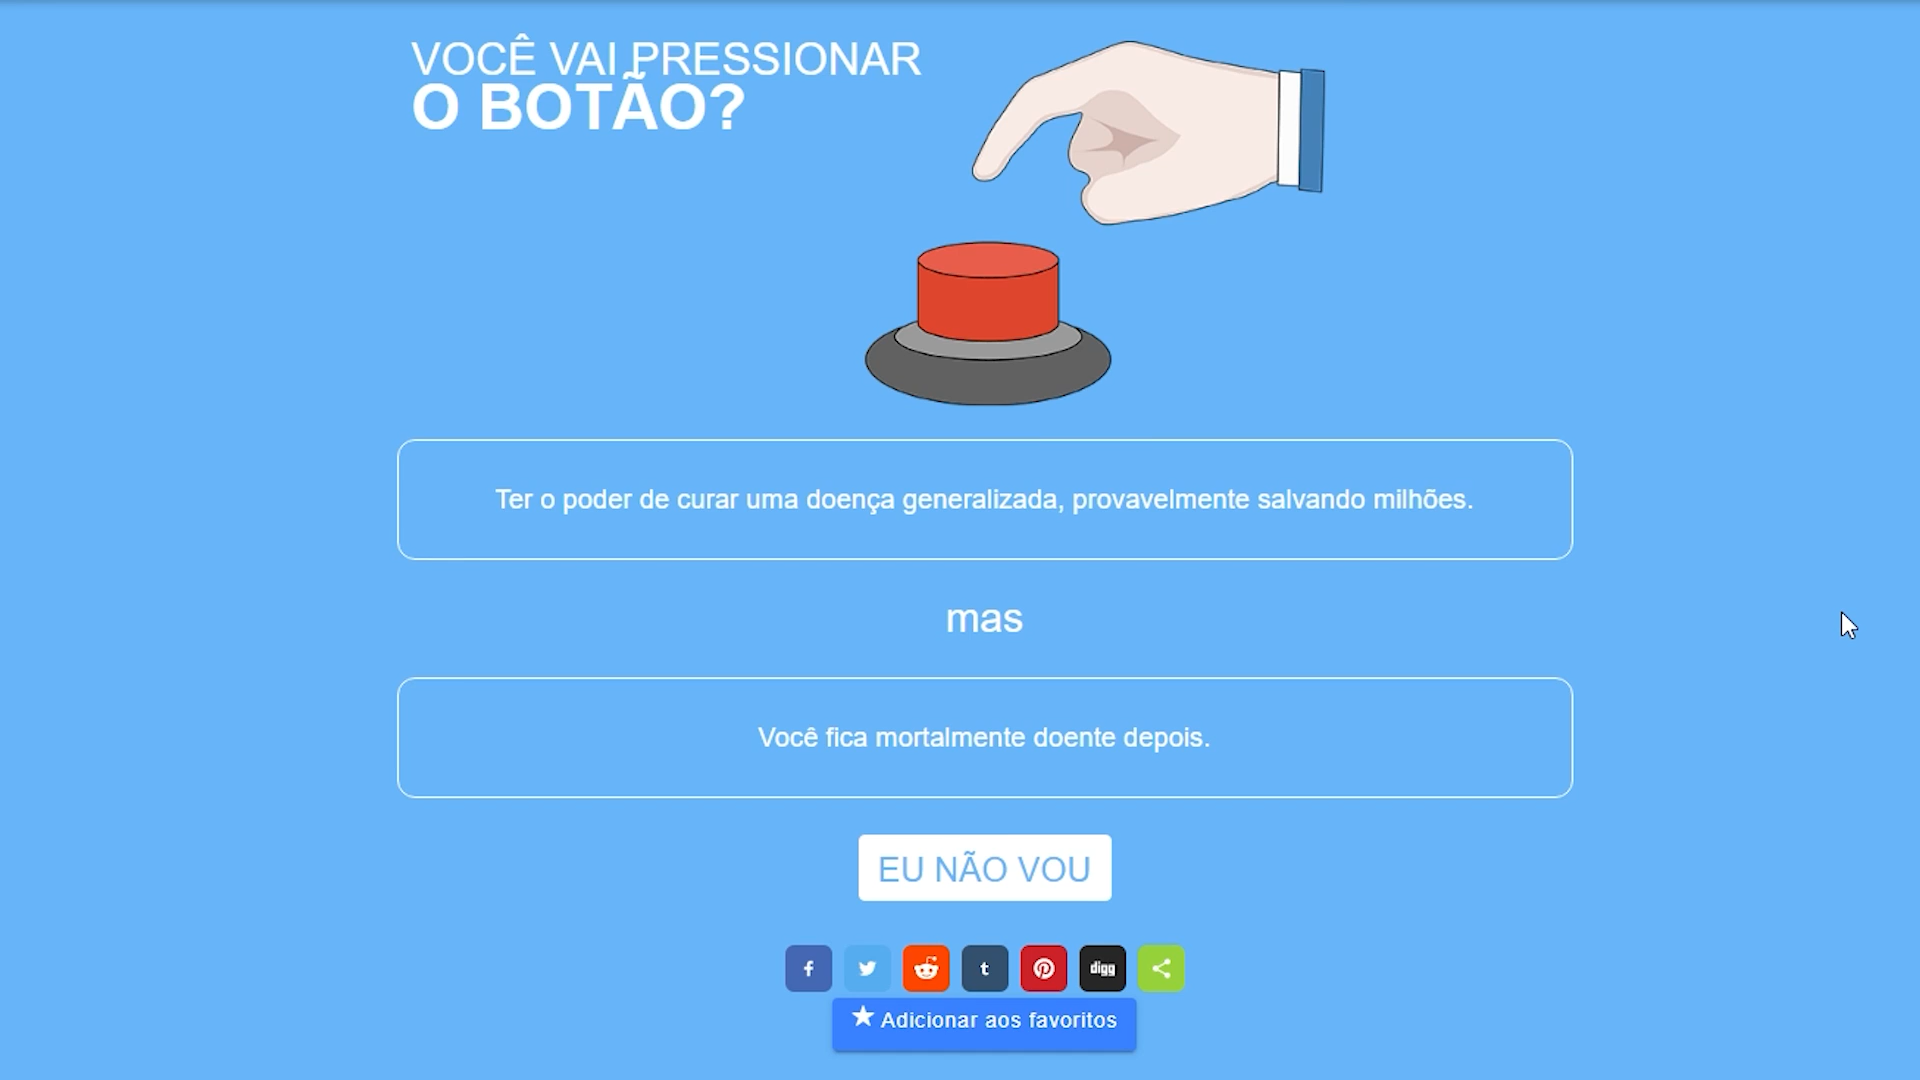 VOCÊ VAI PRESSIONAR
O BOTÃO?
Ter o poder de curar uma doença generalizada, provavelmente salvando milhões.
mas
Você fica mortalmente doente depois.
EU NÃO VOU
f
t
digg
Adicionar aos favoritos